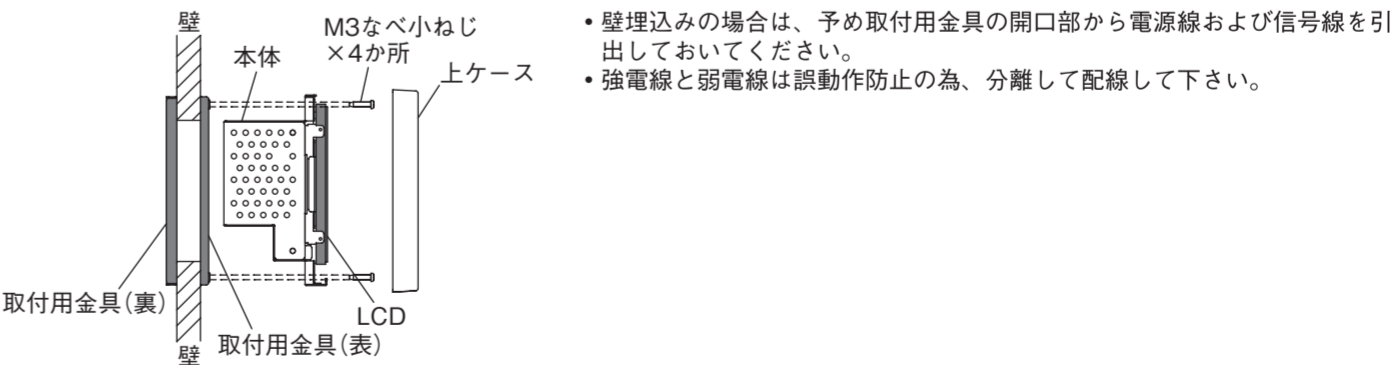 壁
M3なべ小ねじ
×4か所
本体
上ケース
取付用金具(裏)
LCD
取付用金具(表)
壁
• 壁埋込みの場合は、予め取付用金具の開口部から電源線および信号線を引
出しておいてください。
• 強電線と弱電線は誤動作防止の為、分離して配線して下さい。